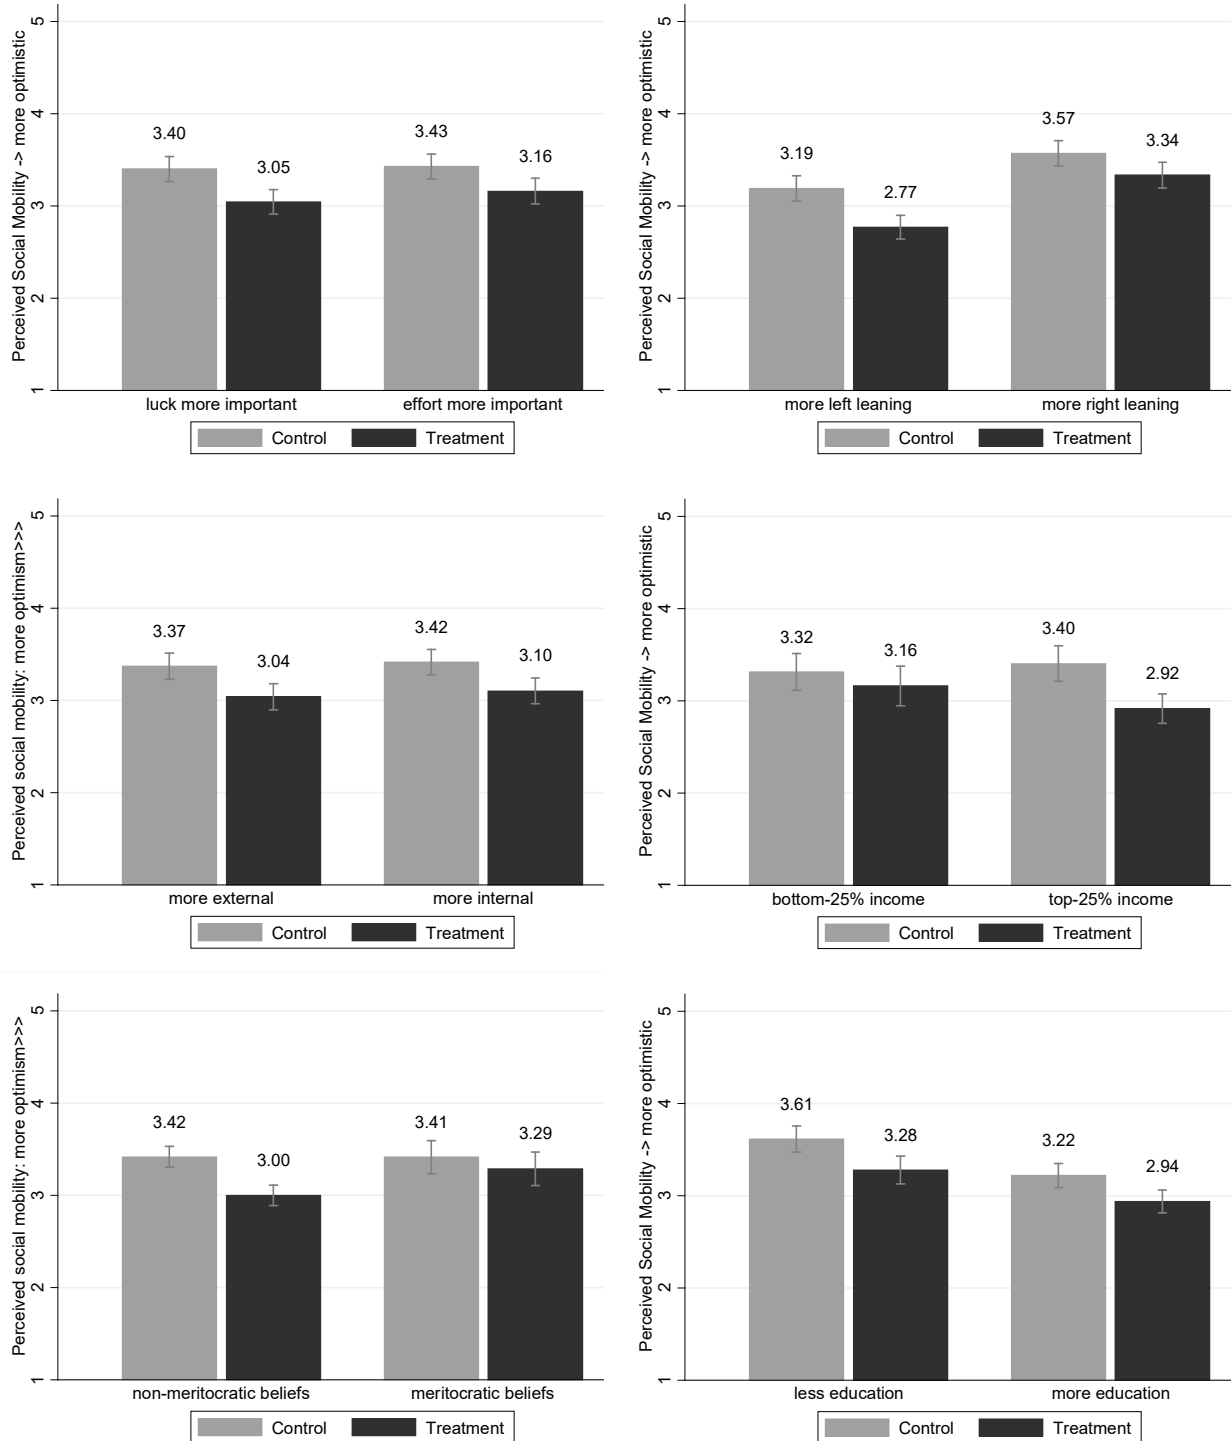 Perceived Social Mobility -> more optimistic
5
4
3
2
1
3.40
3.05
3.43
3.16
luck more important
effort more important
Control
Treatment
Perceived Social Mobility -> more optimistic
5
4
3
2
1
3.19
2.77
3.57
3.34
more left leaning
more right leaning
Control
Treatment
Perceived social mobility: more optimism>>>
5
4
3
2
1
3.37
3.04
3.42
3.10
more external
more internal
Control
Treatment
Perceived Social Mobility -> more optimistic
5
4
3
2
1
3.32
3.16
3.40
2.92
bottom-25% income
top-25% income
Control
Treatment
Perceived social mobility: more optimism>>>
5
4
3
2
1
3.42
3.00
3.41
3.29
non-meritocratic beliefs
meritocratic beliefs
Control
Treatment
Perceived Social Mobility -> more optimistic
5
4
3
2
1
3.61
3.28
3.22
2.94
less education
more education
Control
Treatment